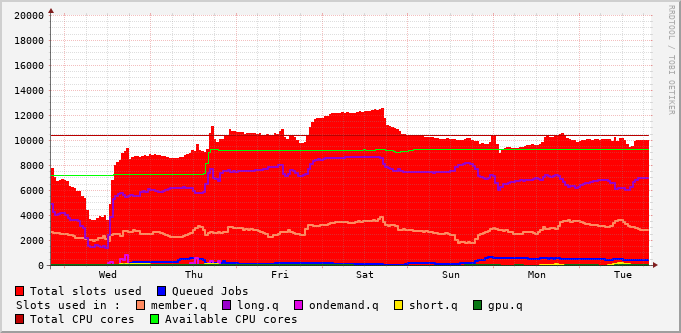 20000
18000
16000
14000
12000
10000
8000
6000
4000
2000
0
Wed Thu Fri Sat Sun Mon Tue
RRDTOOL / TOBI OETIKER
Total slots used Queued Jobs
Slots used in : member.q long.q ondemand.q short.q gpu.q
Total CPU cores Available CPU cores